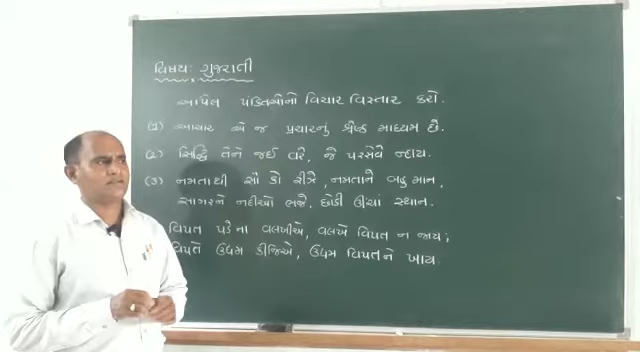 વિષય: ગુજરાતી
આપેલ પંક્તિઓનો વિચાર વિસ્તાર કરો.
(1) આચાર એ જ પ્રચારનું શ્રેષ્ઠ માધ્યમ છે.
(2) સિદ્ધિ તેને જઈ વરે, જે પરસેવે ન્હાય.
(3) નમતાથી સૌ કો રીઝે, નમતાને બહુ માન,
સાગરને નદીઓ ભજે, છોડી ઊંચાં સ્થાન.
વિપત પડે ના વલખીએ, વલખે વિપત ન જાય;
વિપતે ઉદ્યમ કીજિએ, ઉદ્યમ વિપતને ખાય.